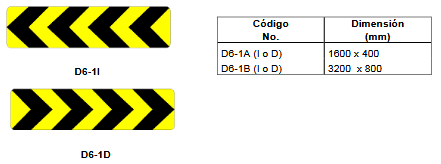 D6-1I
D6-1D
Código No. Dimensión (mm)
D6-1A (I o D) 1600 x 400
D6-1B (I o D) 3200 x 800